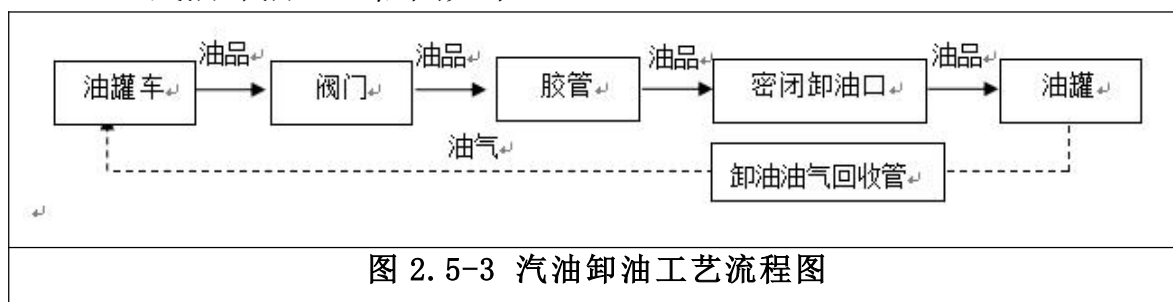 油品 油品 油品 油品
油罐车 阀门 胶管 密闭卸油口 油罐
油气
卸油油气回收管
图 2.5-3 汽油卸油工艺流程图